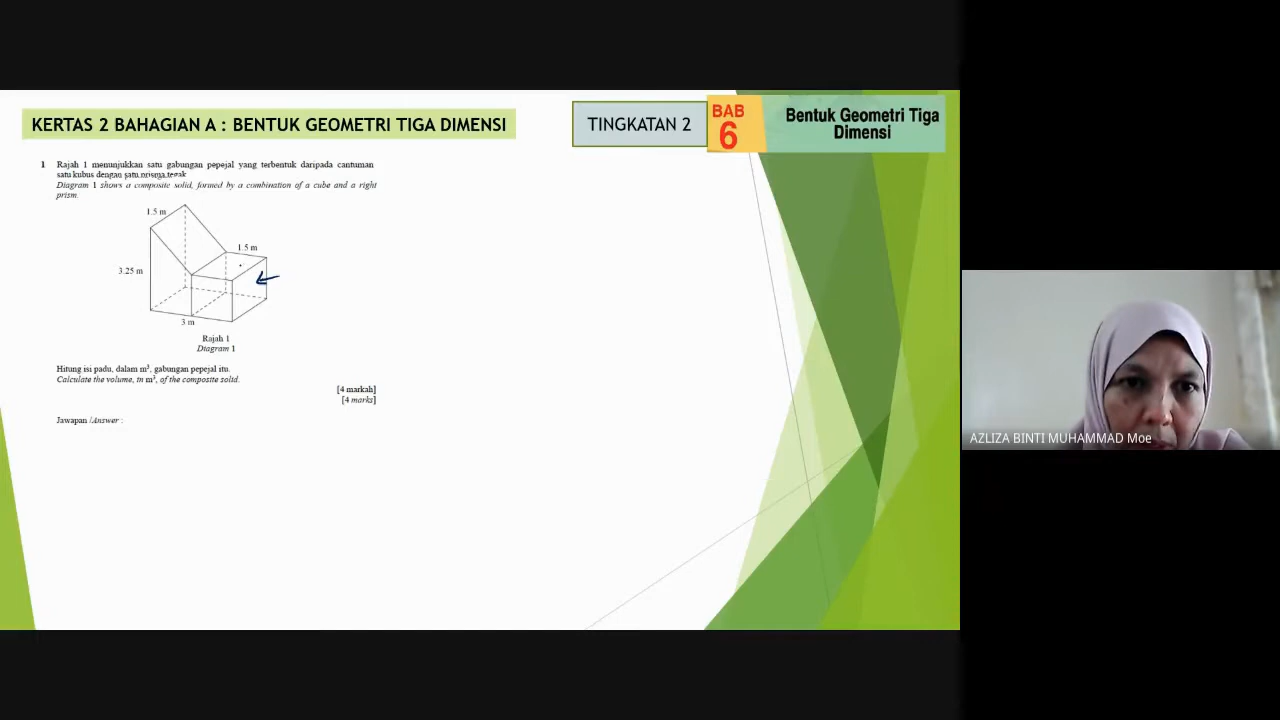 KERTAS 2 BAHAGIAN A : BENTUK GEOMETRI TIGA DIMENSI
TINGKATAN 2
BAB
6
Bentuk Geometri Tiga
Dimensi
1 Rajah 1 menunjukkan satu gabungan pepejal yang terbentuk daripada cantuman
satu kubus dengan satu prisma tegak
Diagram 1 shows a composite solid, formed by a combination of a cube and a right
prism.
1.5 m
1.5 m
3.25 m
3 m
Rajah 1
Diagram 1
Hitung isi padu, dalam m³, gabungan pepejal itu.
Calculate the volume, in m³, of the composite solid.
[4 markah]
[4 marks]
Jawapan /Answer :
AZLIZA BINTI MUHAMMAD Moe